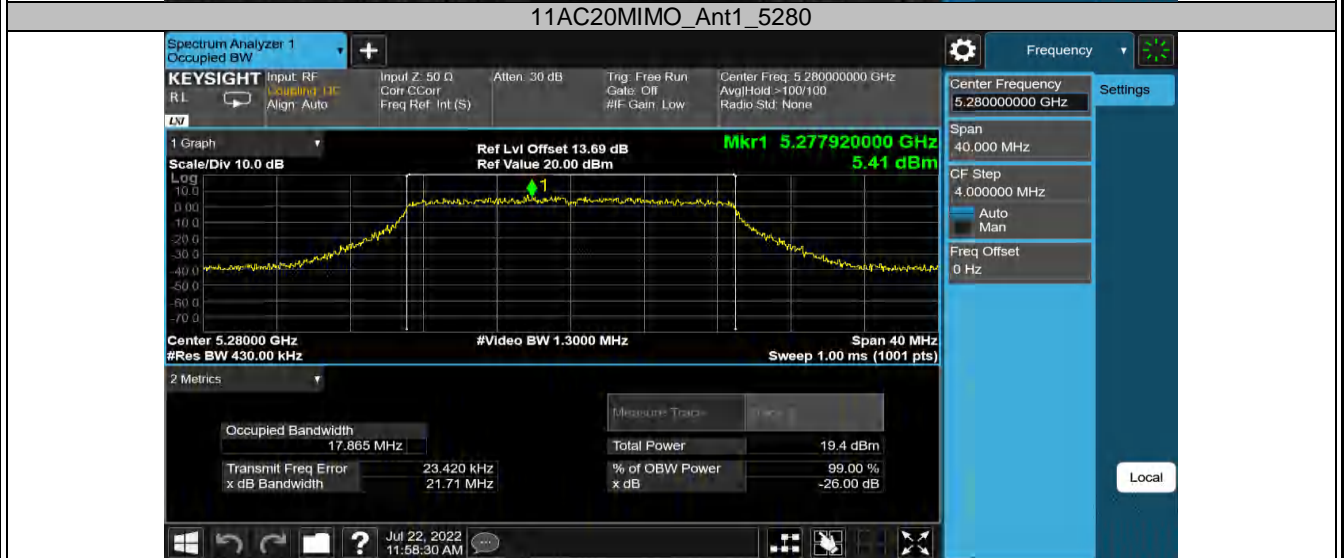 11AC20MIMO_Ant1_5280
Spectrum Analyzer 1
Occupied BW
Frequency
KEYSIGHT
RL
LXI
Input: RF
Coupling: DC
Align: Auto
Input Z: 50 Ω
Corr CCorr
Freq Ref: Int (S)
Atten: 30 dB
Trig: Free Run
Gate: Off
#IF Gain: Low
Center Freq: 5.280000000 GHz
Avg|Hold:>100/100
Radio Std: None
Center Frequency
5.280000000 GHz
Settings
Span
40.000 MHz
CF Step
4.000000 MHz
Auto
Man
Freq Offset
0 Hz
Local
1 Graph
Scale/Div 10.0 dB
Ref Lvl Offset 13.69 dB
Ref Value 20.00 dBm
Mkr1 5.277920000 GHz
5.41 dBm
Log
10.0
0.00
-10.0
-20.0
-30.0
-40.0
-50.0
-60.0
-70.0
1
Center 5.28000 GHz
#Res BW 430.00 kHz
#Video BW 1.3000 MHz
Span 40 MHz
Sweep 1.00 ms (1001 pts)
2 Metrics
Measure Trace
Occupied Bandwidth
17.865 MHz
Total Power 19.4 dBm
Transmit Freq Error 23.420 kHz
% of OBW Power 99.00 %
x dB Bandwidth 21.71 MHz
x dB -26.00 dB
?
Jul 22, 2022
11:58:30 AM